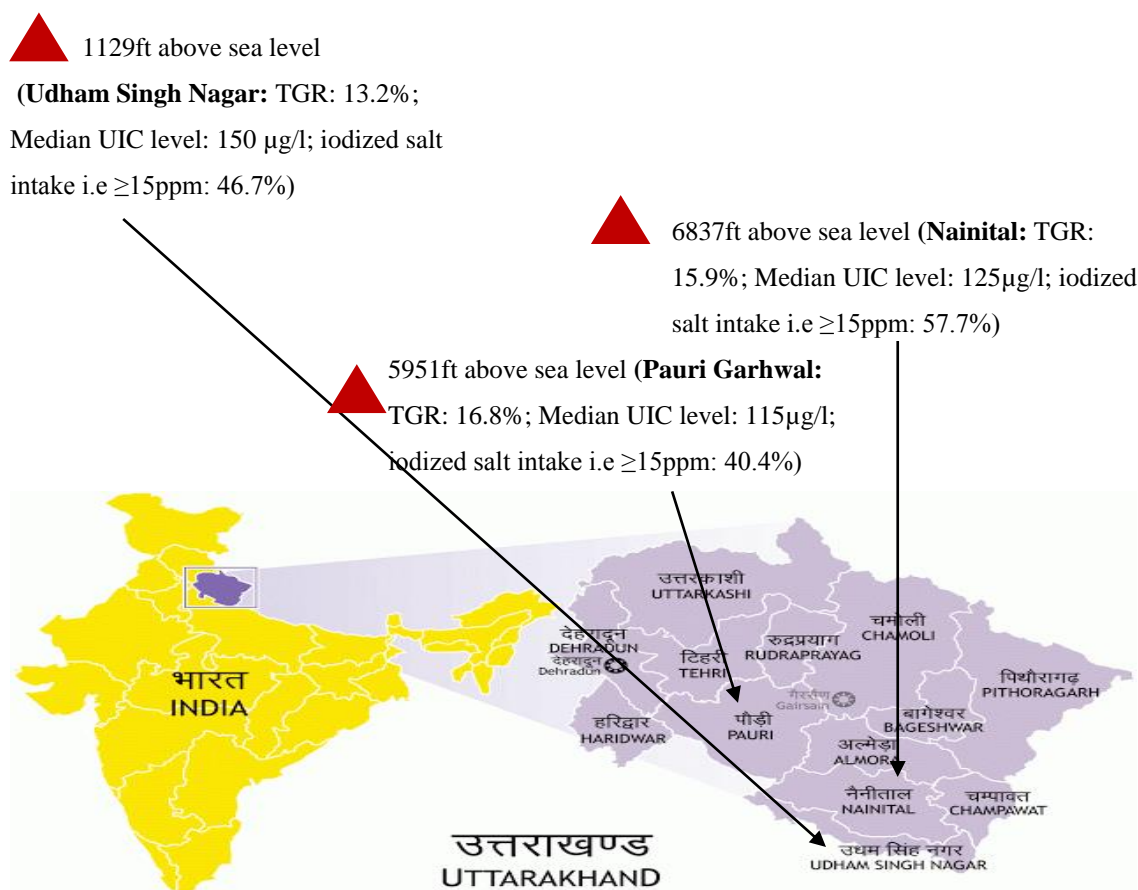 1129ft above sea level
(Udham Singh Nagar: TGR: 13.2%;
Median UIC level: 150 µg/l; iodized salt
intake i.e ≥15ppm: 46.7%)
6837ft above sea level (Nainital: TGR:
15.9%; Median UIC level: 125µg/l; iodized
salt intake i.e ≥15ppm: 57.7%)
5951ft above sea level (Pauri Garhwal:
TGR: 16.8%; Median UIC level: 115µg/l;
iodized salt intake i.e ≥15ppm: 40.4%)
उत्तरकाशी
UTTARKASHI
चमोली
CHAMOLI
देहरादून
DEHRADUN
देहरादून
Dehradun
टिहरी
TEHRI
रुद्रप्रयाग
RUDRAPRAYAG
पिथौरागढ़
PITHORAGARH
भारत
INDIA
हरिद्वार
HARIDWAR
पौड़ी
PAURI
गैरसैंण
Gairsain
बागेश्वर
BAGESHWAR
अल्मोड़ा
ALMORA
नैनीताल
NAINITAL
चम्पावत
CHAMPAWAT
उधम सिंह नगर
UDHAM SINGH NAGAR
उत्तराखण्ड
UTTARAKHAND